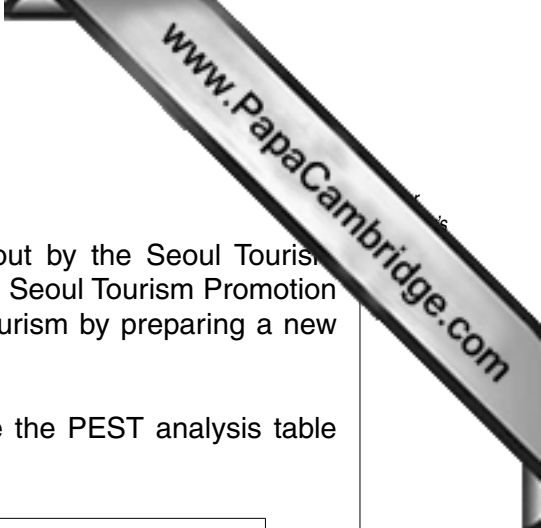 www.PapaCambridge.com
out by the Seoul Touris
Seoul Tourism Promotion
urism by preparing a new
e the PEST analysis table